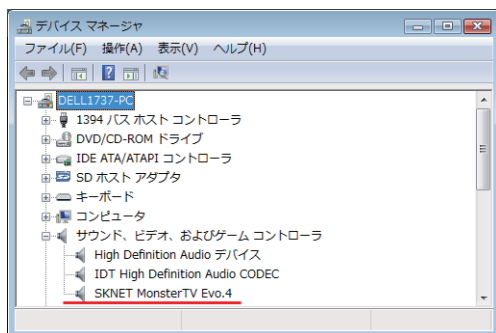 デバイス マネージャ
ファイル(F) 操作(A) 表示(V) ヘルプ(H)
DELL1737-PC
1394 バス ホスト コントローラ
DVD/CD-ROM ドライブ
IDE ATA/ATAPI コントローラ
SD ホスト アダプタ
キーボード
コンピュータ
サウンド、ビデオ、およびゲーム コントローラ
High Definition Audio デバイス
IDT High Definition Audio CODEC
SKNET MonsterTV Evo.4